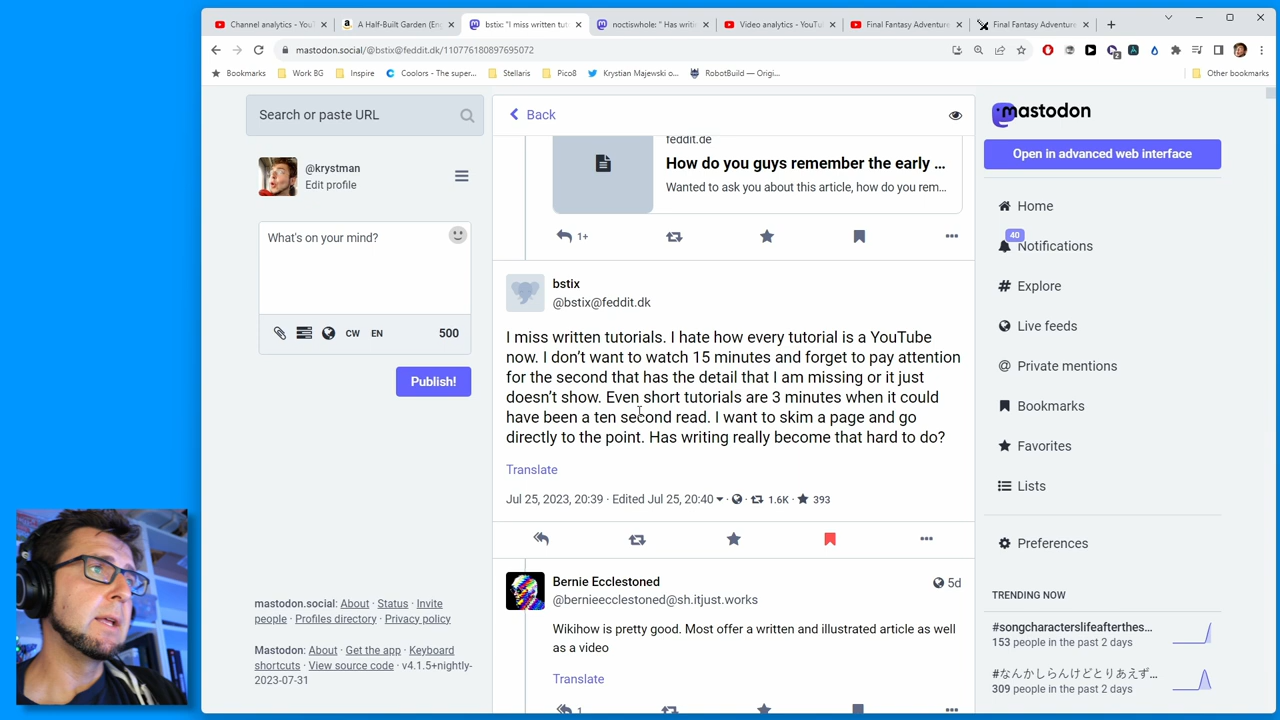 Channel analytics - YouT
A Half-Built Garden (En
bstix: "I miss written tut
noctiswhole: " Has writi
Video analytics - YouTu
Final Fantasy Adventure
Final Fantasy Adventure
mastodon.social/@bstix@feddit.dk/110776180897695072
Bookmarks
Work BG
Inspire
Coolors - The super...
Stellaris
Pico8
Krystian Majewski o...
RobotBuild — Origi...
Other bookmarks
Search or paste URL
@krystman
Edit profile
What's on your mind?
CW
EN
500
Publish!
mastodon.social: About · Status · Invite
people · Profiles directory · Privacy policy
Mastodon: About · Get the app · Keyboard
shortcuts · View source code · v4.1.5+nightly-
2023-07-31
Back
feddit.de
How do you guys remember the early ...
Wanted to ask you about this article, how do you rem...
1+
bstix
@bstix@feddit.dk
I miss written tutorials. I hate how every tutorial is a YouTube
now. I don't want to watch 15 minutes and forget to pay attention
for the second that has the detail that I am missing or it just
doesn't show. Even short tutorials are 3 minutes when it could
have been a ten second read. I want to skim a page and go
directly to the point. Has writing really become that hard to do?
Translate
Jul 25, 2023, 20:39 · Edited Jul 25, 20:40 · 1.6K · 393
Bernie Ecclestoned
5d
@bernieecclestoned@sh.itjust.works
Wikihow is pretty good. Most offer a written and illustrated article as well
as a video
Translate
1
mastodon
Open in advanced web interface
Home
40
Notifications
Explore
Live feeds
Private mentions
Bookmarks
Favorites
Lists
Preferences
TRENDING NOW
#songcharacterslifeafterthes...
153 people in the past 2 days
#なんかしらんけどとりあえず...
309 people in the past 2 days